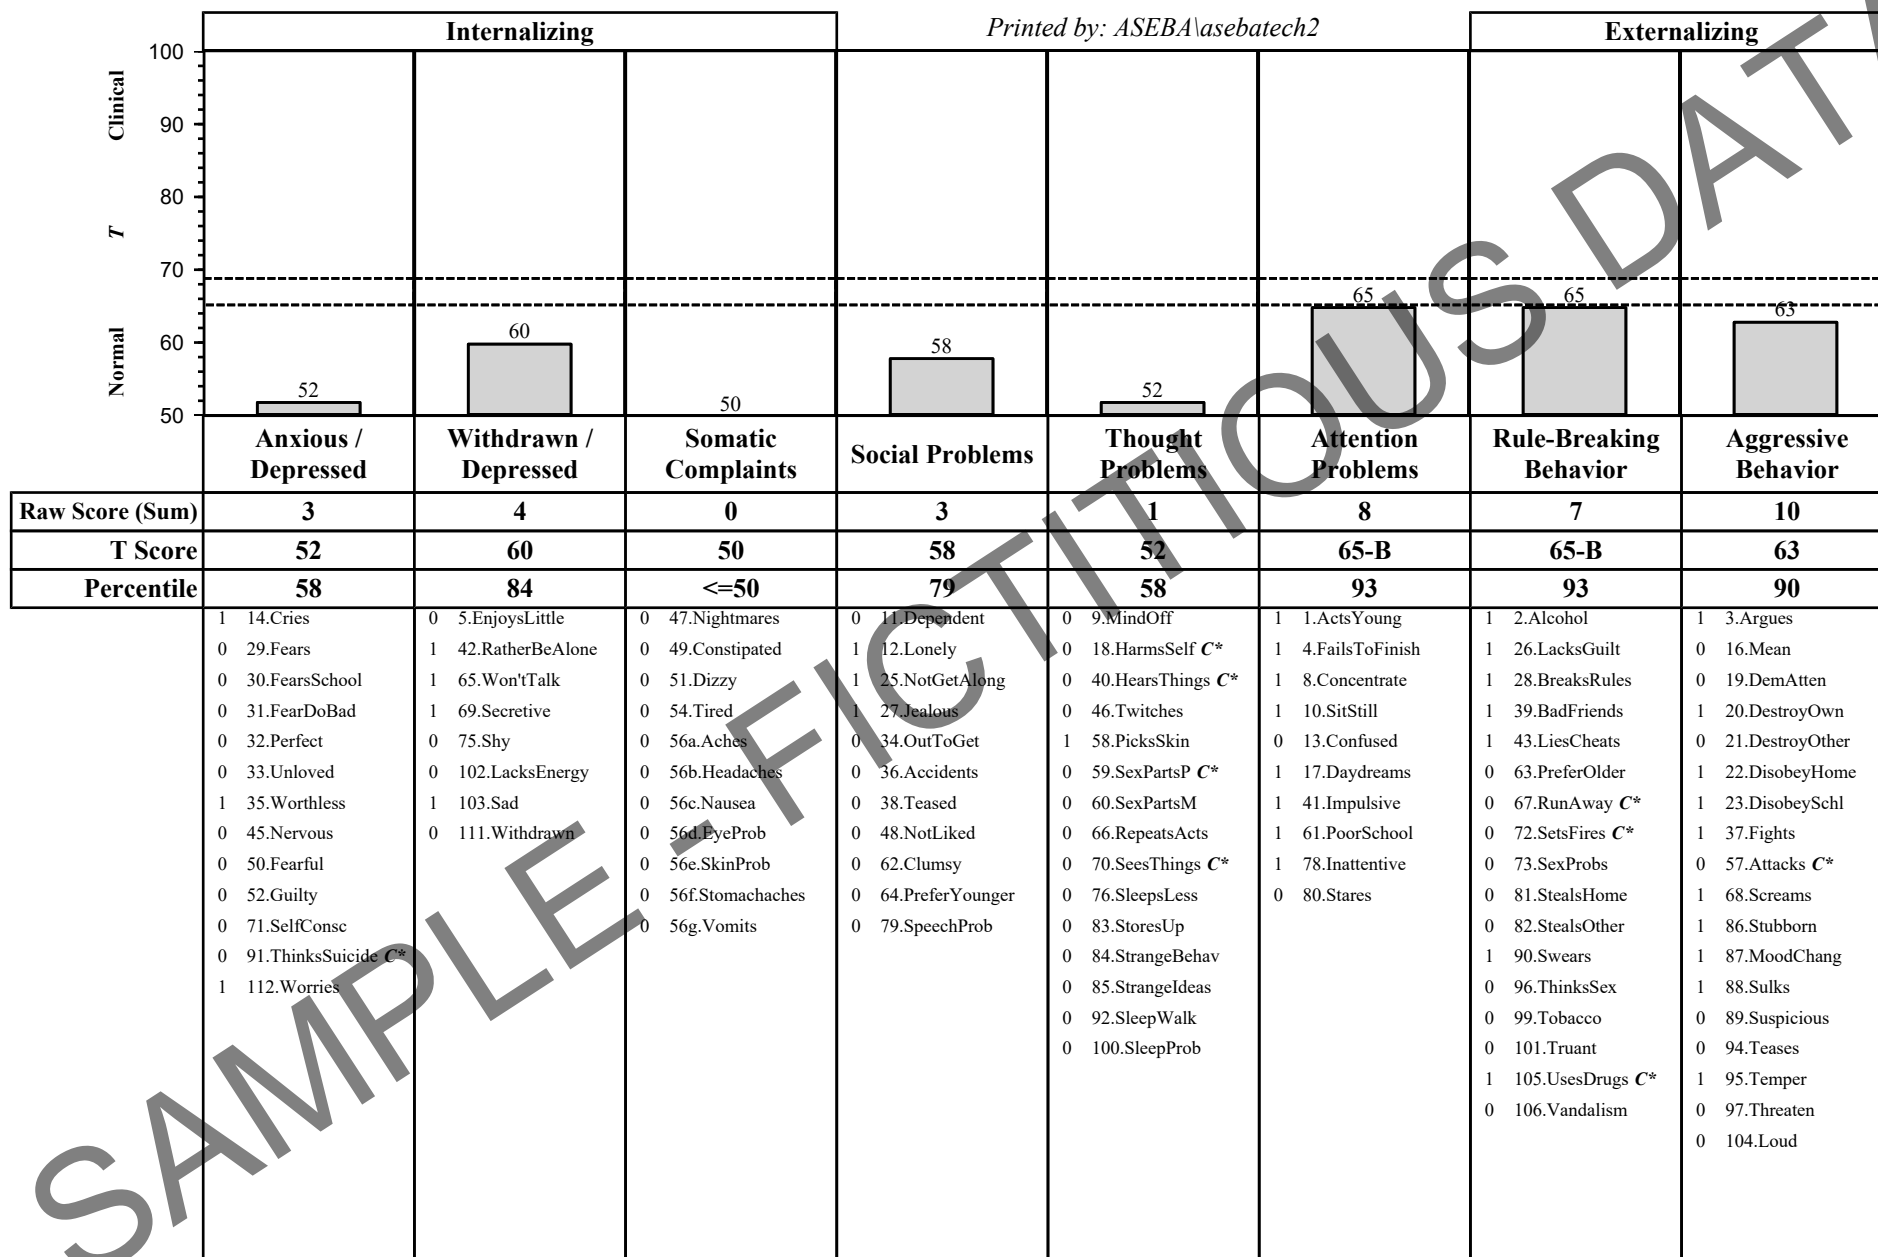 Internalizing
Printed by: ASEBA\asebatech2
Externalizing
100
90
80
70
60
50
Clinical
T
Normal
52
60
50
58
52
65
65
63
Anxious / Depressed
Withdrawn / Depressed
Somatic Complaints
Social Problems
Thought Problems
Attention Problems
Rule-Breaking Behavior
Aggressive Behavior
Raw Score (Sum) 3 4 0 3 1 8 7 10
T Score 52 60 50 58 52 65-B 65-B 63
Percentile 58 84 <=50 79 58 93 93 90
1 14.Cries
0 29.Fears
0 30.FearsSchool
0 31.FearDoBad
0 32.Perfect
0 33.Unloved
1 35.Worthless
0 45.Nervous
0 50.Fearful
0 52.Guilty
0 71.SelfConsc
0 91.ThinksSuicide C*
1 112.Worries
0 5.EnjoysLittle
1 42.RatherBeAlone
1 65.Won'tTalk
1 69.Secretive
0 75.Shy
0 102.LacksEnergy
1 103.Sad
0 111.Withdrawn
0 47.Nightmares
0 49.Constipated
0 51.Dizzy
0 54.Tired
0 56a.Aches
0 56b.Headaches
0 56c.Nausea
0 56d.EyeProb
0 56e.SkinProb
0 56f.Stomachaches
0 56g.Vomits
0 11.Dependent
1 12.Lonely
1 25.NotGetAlong
1 27.Jealous
0 34.OutToGet
0 36.Accidents
0 38.Teased
0 48.NotLiked
0 62.Clumsy
0 64.PreferYounger
0 79.SpeechProb
0 9.MindOff
0 18.HarmsSelf C*
0 40.HearsThings C*
0 46.Twitches
1 58.PicksSkin
0 59.SexPartsP C*
0 60.SexPartsM
0 66.RepeatsActs
0 70.SeesThings C*
0 76.SleepsLess
0 83.StoresUp
0 84.StrangeBehav
0 85.StrangeIdeas
0 92.SleepWalk
0 100.SleepProb
1 1.ActsYoung
1 4.FailsToFinish
1 8.Concentrate
1 10.SitStill
0 13.Confused
1 17.Daydreams
1 41.Impulsive
1 61.PoorSchool
1 78.Inattentive
0 80.Stares
1 2.Alcohol
1 26.LacksGuilt
1 28.BreaksRules
1 39.BadFriends
1 43.LiesCheats
0 63.PreferOlder
0 67.RunAway C*
0 72.SetsFires C*
0 73.SexProbs
0 81.StealsHome
0 82.StealsOther
1 90.Swears
0 96.ThinksSex
0 99.Tobacco
0 101.Truant
1 105.UsesDrugs C*
0 106.Vandalism
1 3.Argues
0 16.Mean
0 19.DemAtten
1 20.DestroyOwn
0 21.DestroyOther
1 22.DisobeyHome
1 23.DisobeySchl
1 37.Fights
0 57.Attacks C*
1 68.Screams
1 86.Stubborn
1 87.MoodChang
1 88.Sulks
0 89.Suspicious
0 94.Teases
1 95.Temper
0 97.Threaten
0 104.Loud
SAMPLE - FICTITIOUS DATA